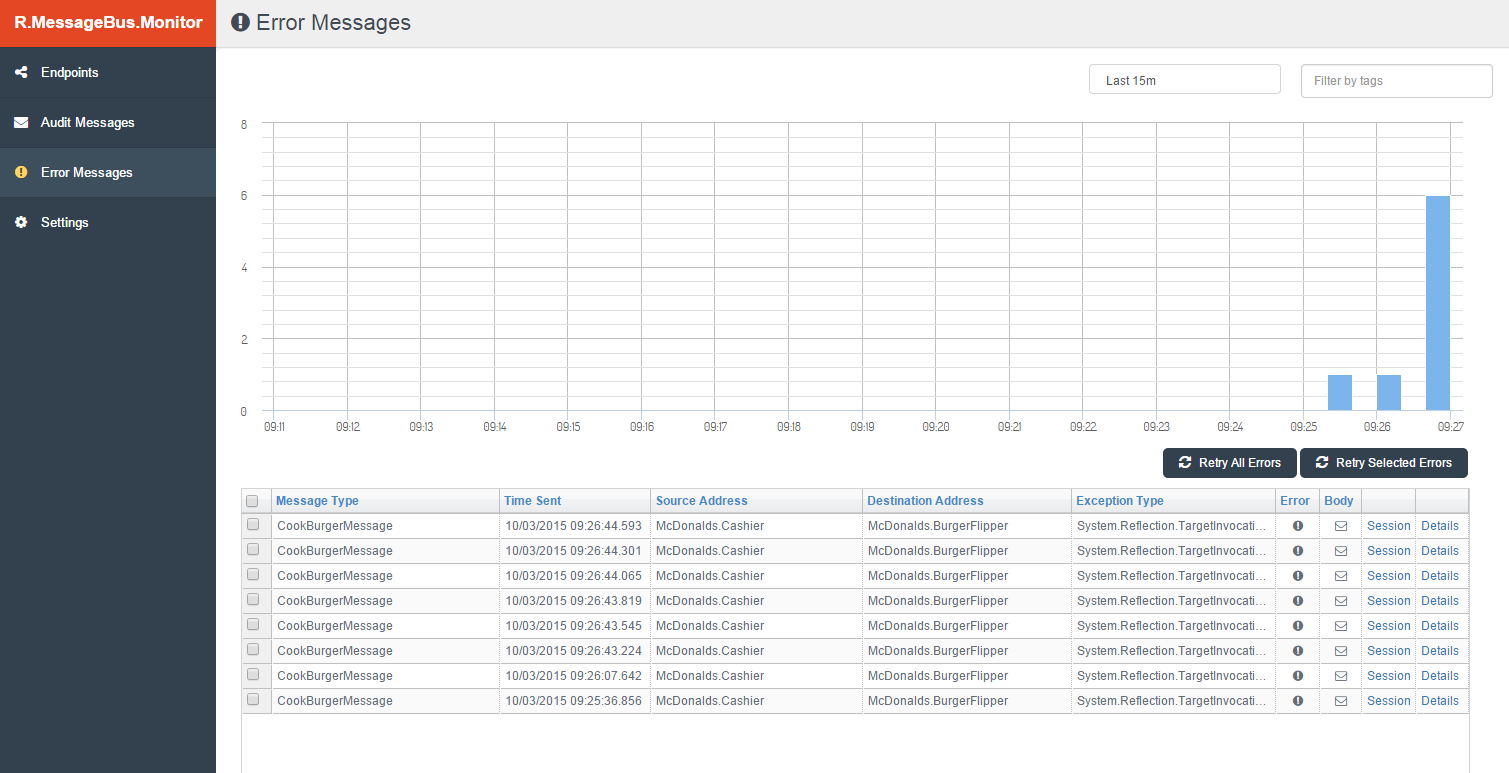 R.MessageBus.Monitor
Error Messages
Endpoints
Audit Messages
Error Messages
Settings
Last 15m Filter by tags
8
6
4
2
0
09:11 09:12 09:13 09:14 09:15 09:16 09:17 09:18 09:19 09:20 09:21 09:22 09:23 09:24 09:25 09:26 09:27
Retry All Errors Retry Selected Errors
Message Type Time Sent Source Address Destination Address Exception Type Error Body
CookBurgerMessage 10/03/2015 09:26:44.593 McDonalds.Cashier McDonalds.BurgerFlipper System.Reflection.TargetInvocati... Session Details
CookBurgerMessage 10/03/2015 09:26:44.301 McDonalds.Cashier McDonalds.BurgerFlipper System.Reflection.TargetInvocati... Session Details
CookBurgerMessage 10/03/2015 09:26:44.065 McDonalds.Cashier McDonalds.BurgerFlipper System.Reflection.TargetInvocati... Session Details
CookBurgerMessage 10/03/2015 09:26:43.819 McDonalds.Cashier McDonalds.BurgerFlipper System.Reflection.TargetInvocati... Session Details
CookBurgerMessage 10/03/2015 09:26:43.545 McDonalds.Cashier McDonalds.BurgerFlipper System.Reflection.TargetInvocati... Session Details
CookBurgerMessage 10/03/2015 09:26:43.224 McDonalds.Cashier McDonalds.BurgerFlipper System.Reflection.TargetInvocati... Session Details
CookBurgerMessage 10/03/2015 09:26:07.642 McDonalds.Cashier McDonalds.BurgerFlipper System.Reflection.TargetInvocati... Session Details
CookBurgerMessage 10/03/2015 09:25:36.856 McDonalds.Cashier McDonalds.BurgerFlipper System.Reflection.TargetInvocati... Session Details